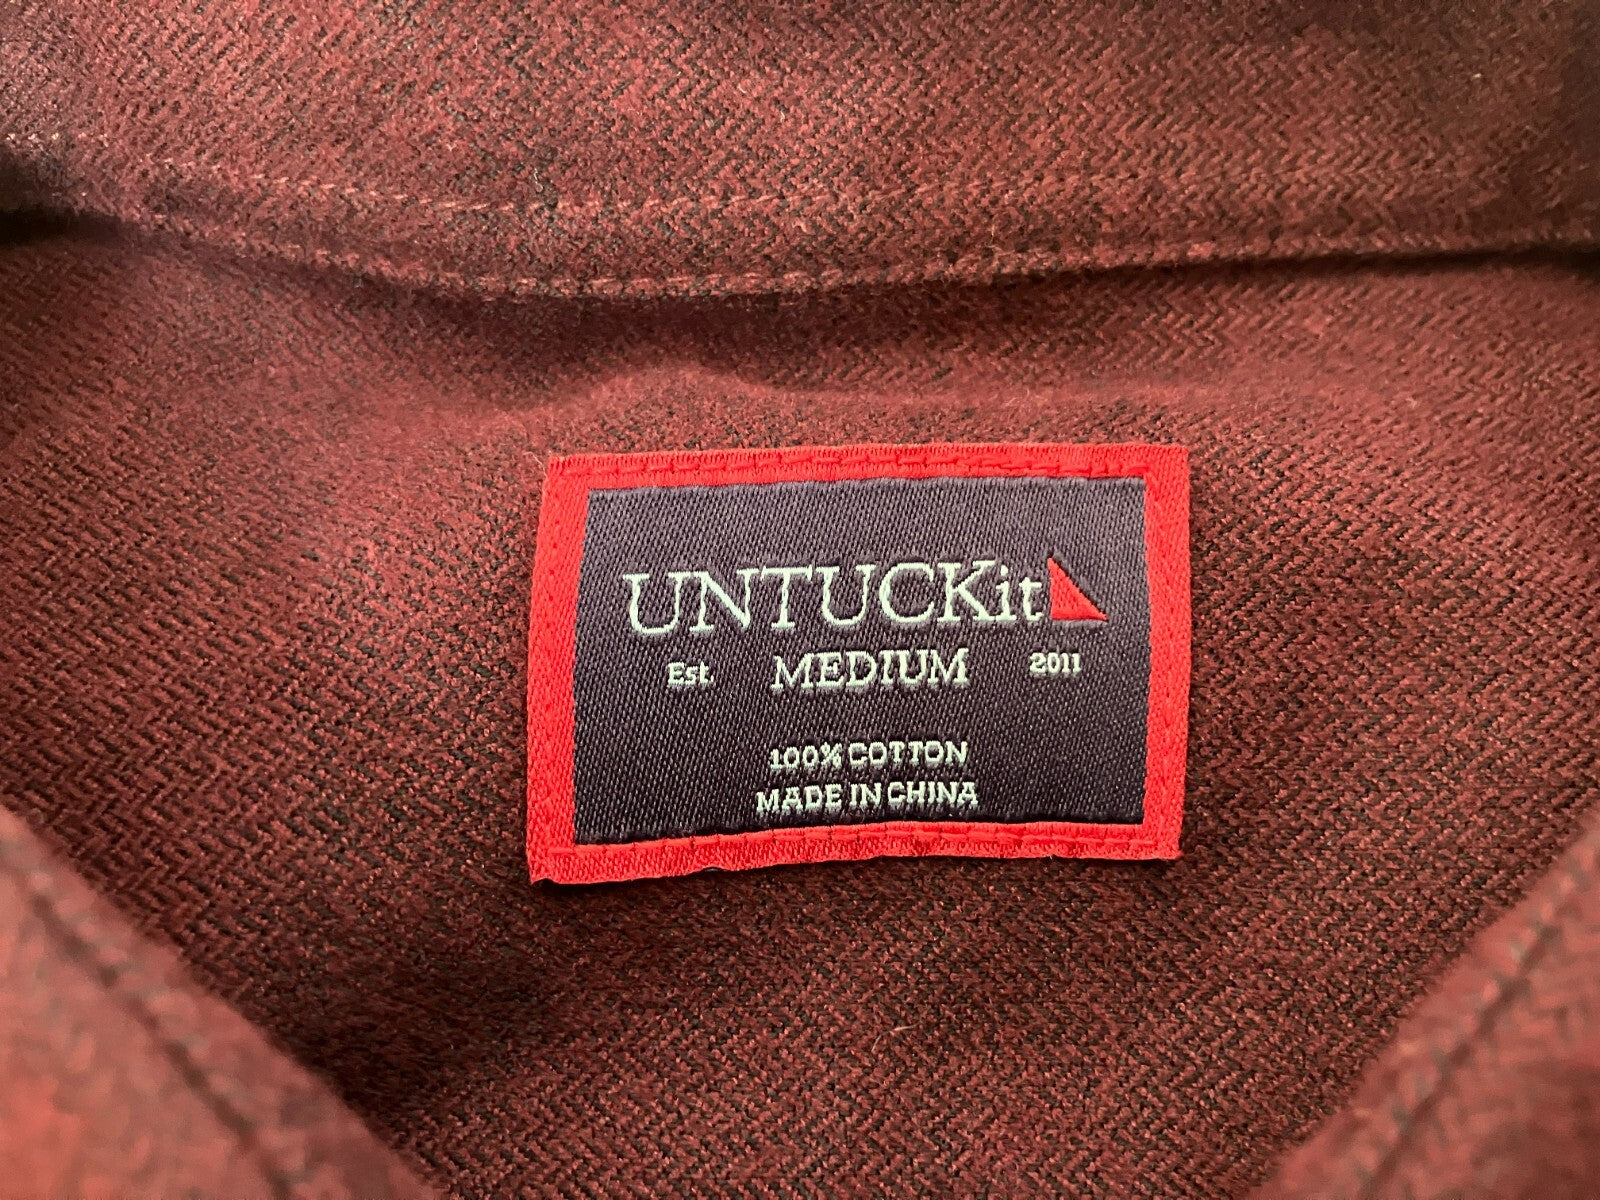 UNTUCKit
Est. MEDIUM 2011
100% COTTON
MADE IN CHINA